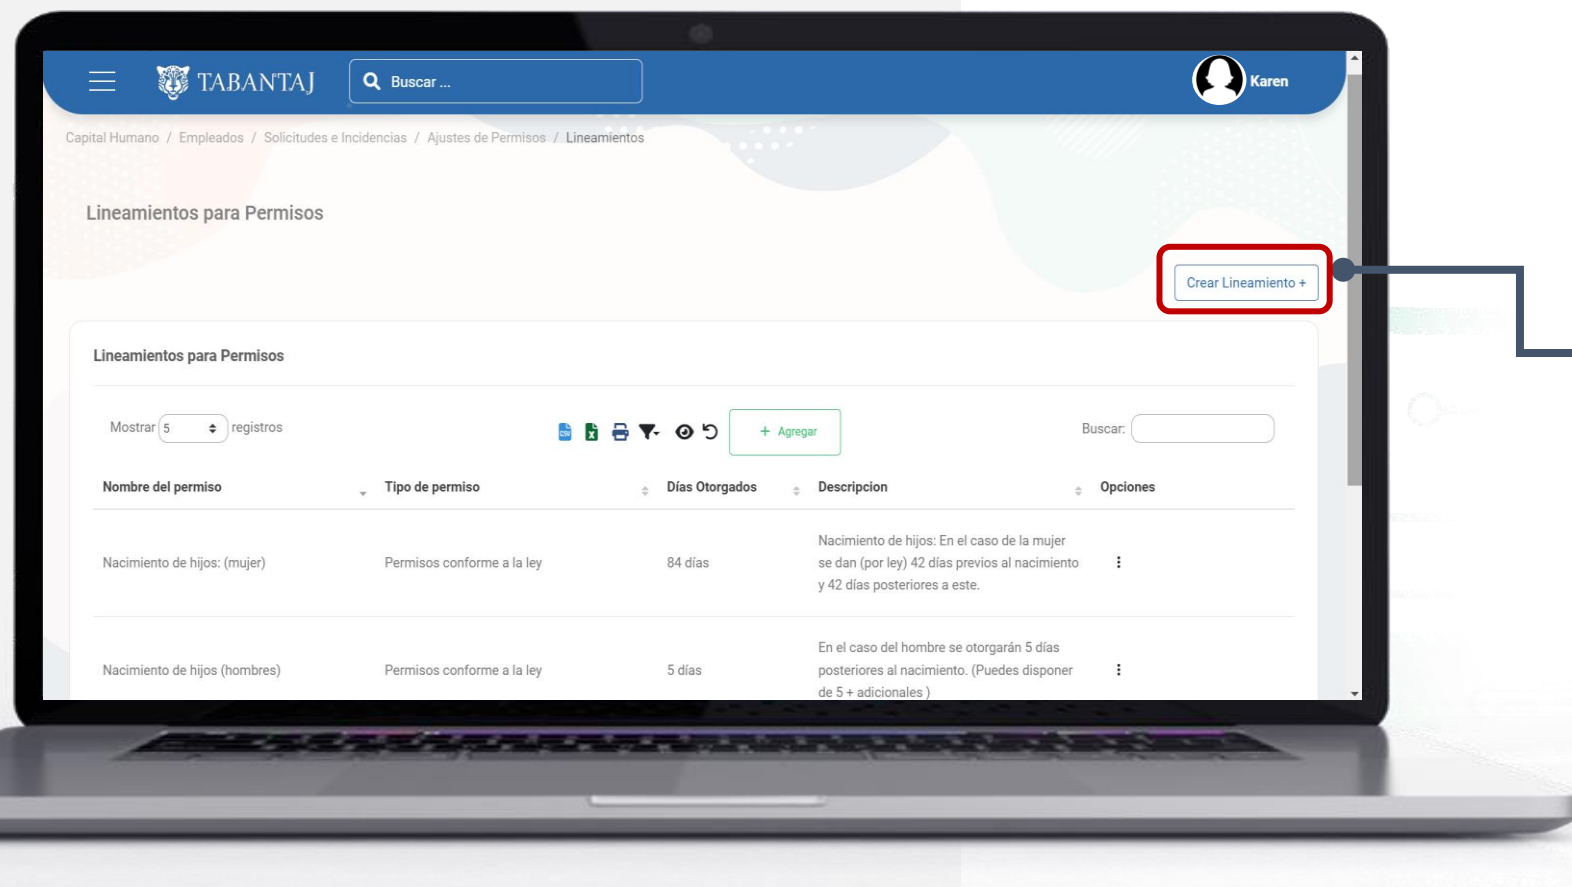 TABANTAJ
Buscar ...
Karen
Capital Humano / Empleados / Solicitudes e Incidencias / Ajustes de Permisos / Lineamientos
Lineamientos para Permisos
Crear Lineamiento +
Lineamientos para Permisos
Mostrar 5 registros
CSV
X
+ Agregar
Buscar:
Nombre del permiso
Tipo de permiso
Días Otorgados
Descripcion
Opciones
Nacimiento de hijos: (mujer)
Permisos conforme a la ley
84 días
Nacimiento de hijos: En el caso de la mujer
se dan (por ley) 42 días previos al nacimiento
y 42 días posteriores a este.
Nacimiento de hijos (hombres)
Permisos conforme a la ley
5 días
En el caso del hombre se otorgarán 5 días
posteriores al nacimiento. (Puedes disponer
de 5 + adicionales )